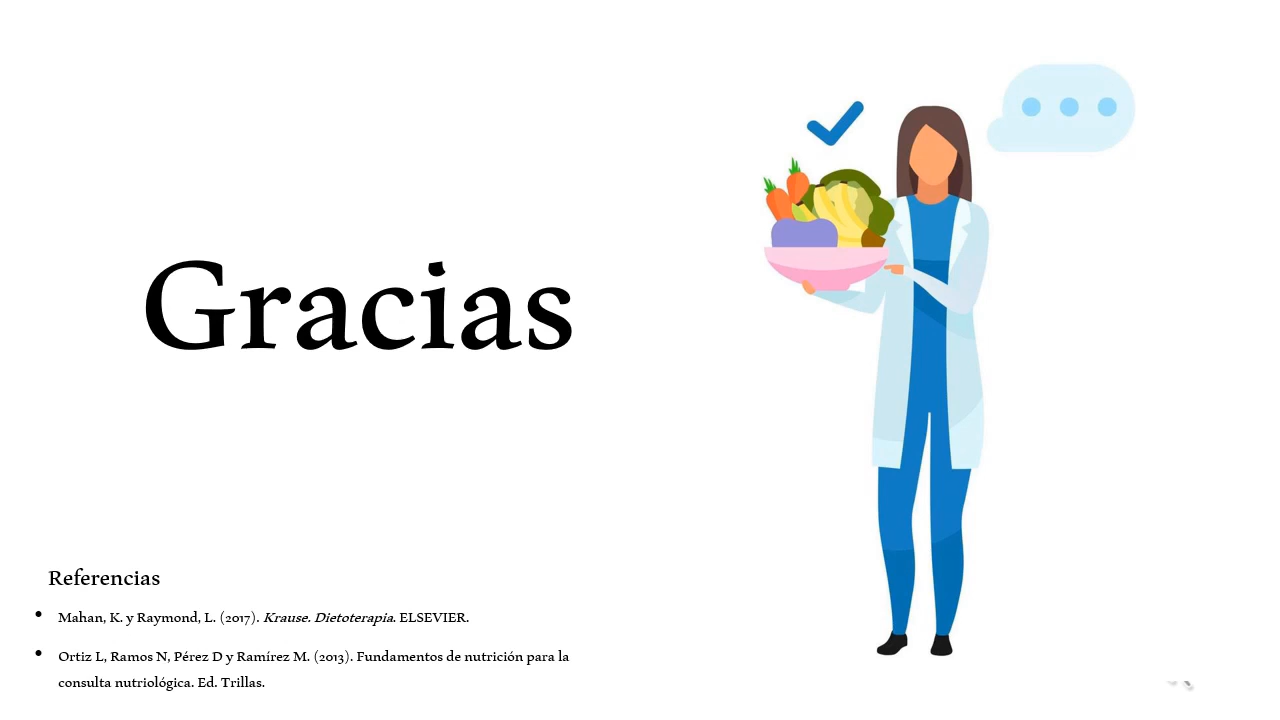 Gracias
Referencias
• Mahan, K. y Raymond, L. (2017). Krause. Dietoterapia. ELSEVIER.
• Ortiz L, Ramos N, Pérez D y Ramírez M. (2013). Fundamentos de nutrición para la
consulta nutriológica. Ed. Trillas.